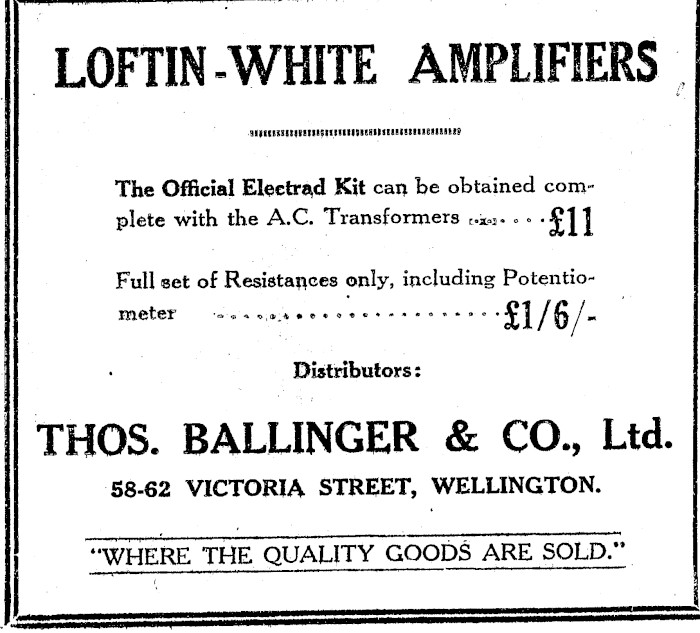 LOFTIN-WHITE AMPLIFIERS
The Official Electrad Kit can be obtained com-
plete with the A.C. Transformers ........ £11
Full set of Resistances only, including Potentio-
meter ........................ £1/6/-
Distributors:
THOS. BALLINGER & CO., Ltd.
58-62 VICTORIA STREET, WELLINGTON.
"WHERE THE QUALITY GOODS ARE SOLD."